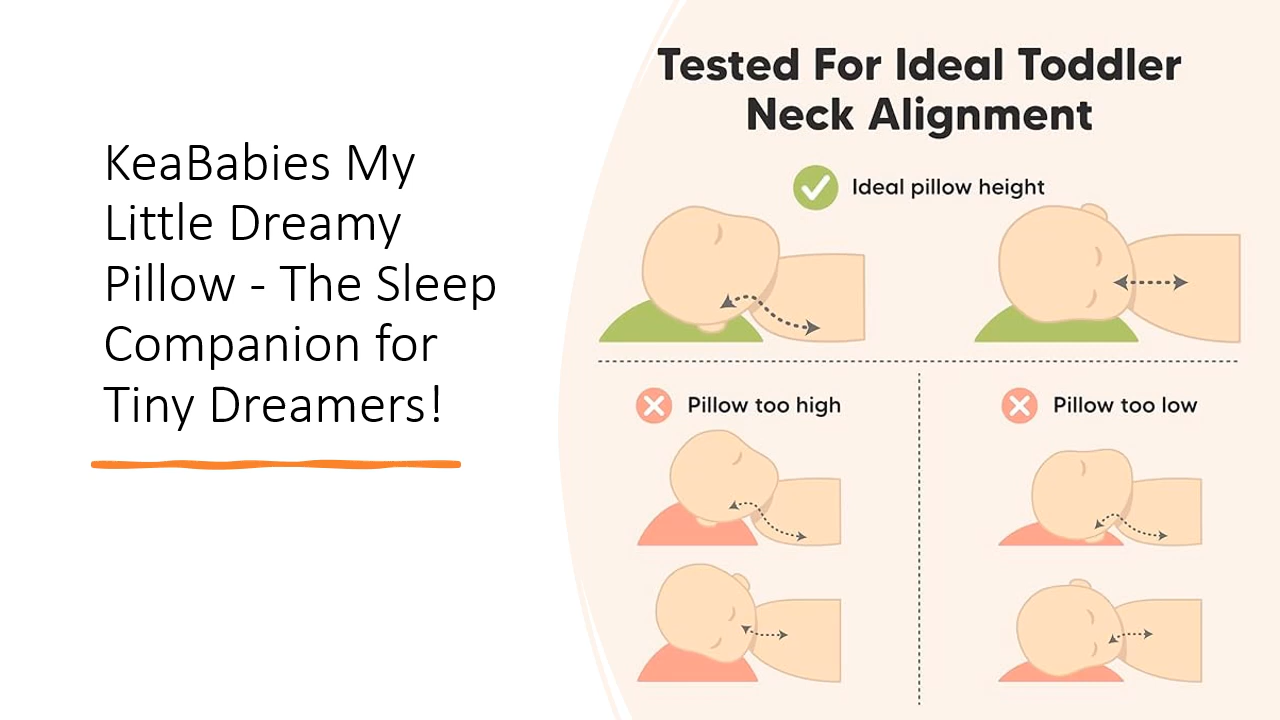 KeaBabies My
Little Dreamy
Pillow - The Sleep
Companion for
Tiny Dreamers!
Tested For Ideal Toddler
Neck Alignment
Ideal pillow height
Pillow too high
Pillow too low